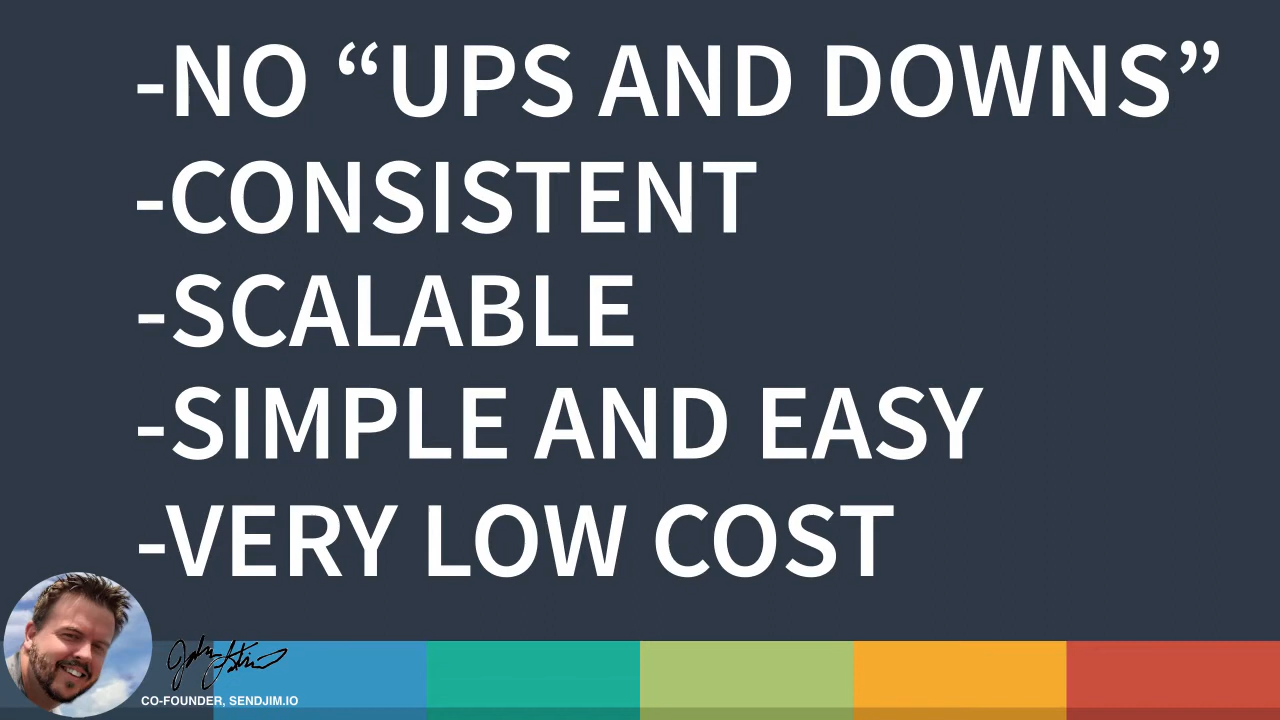 -NO “UPS AND DOWNS”
-CONSISTENT
-SCALABLE
-SIMPLE AND EASY
-VERY LOW COST
CO-FOUNDER, SENDJIM.IO